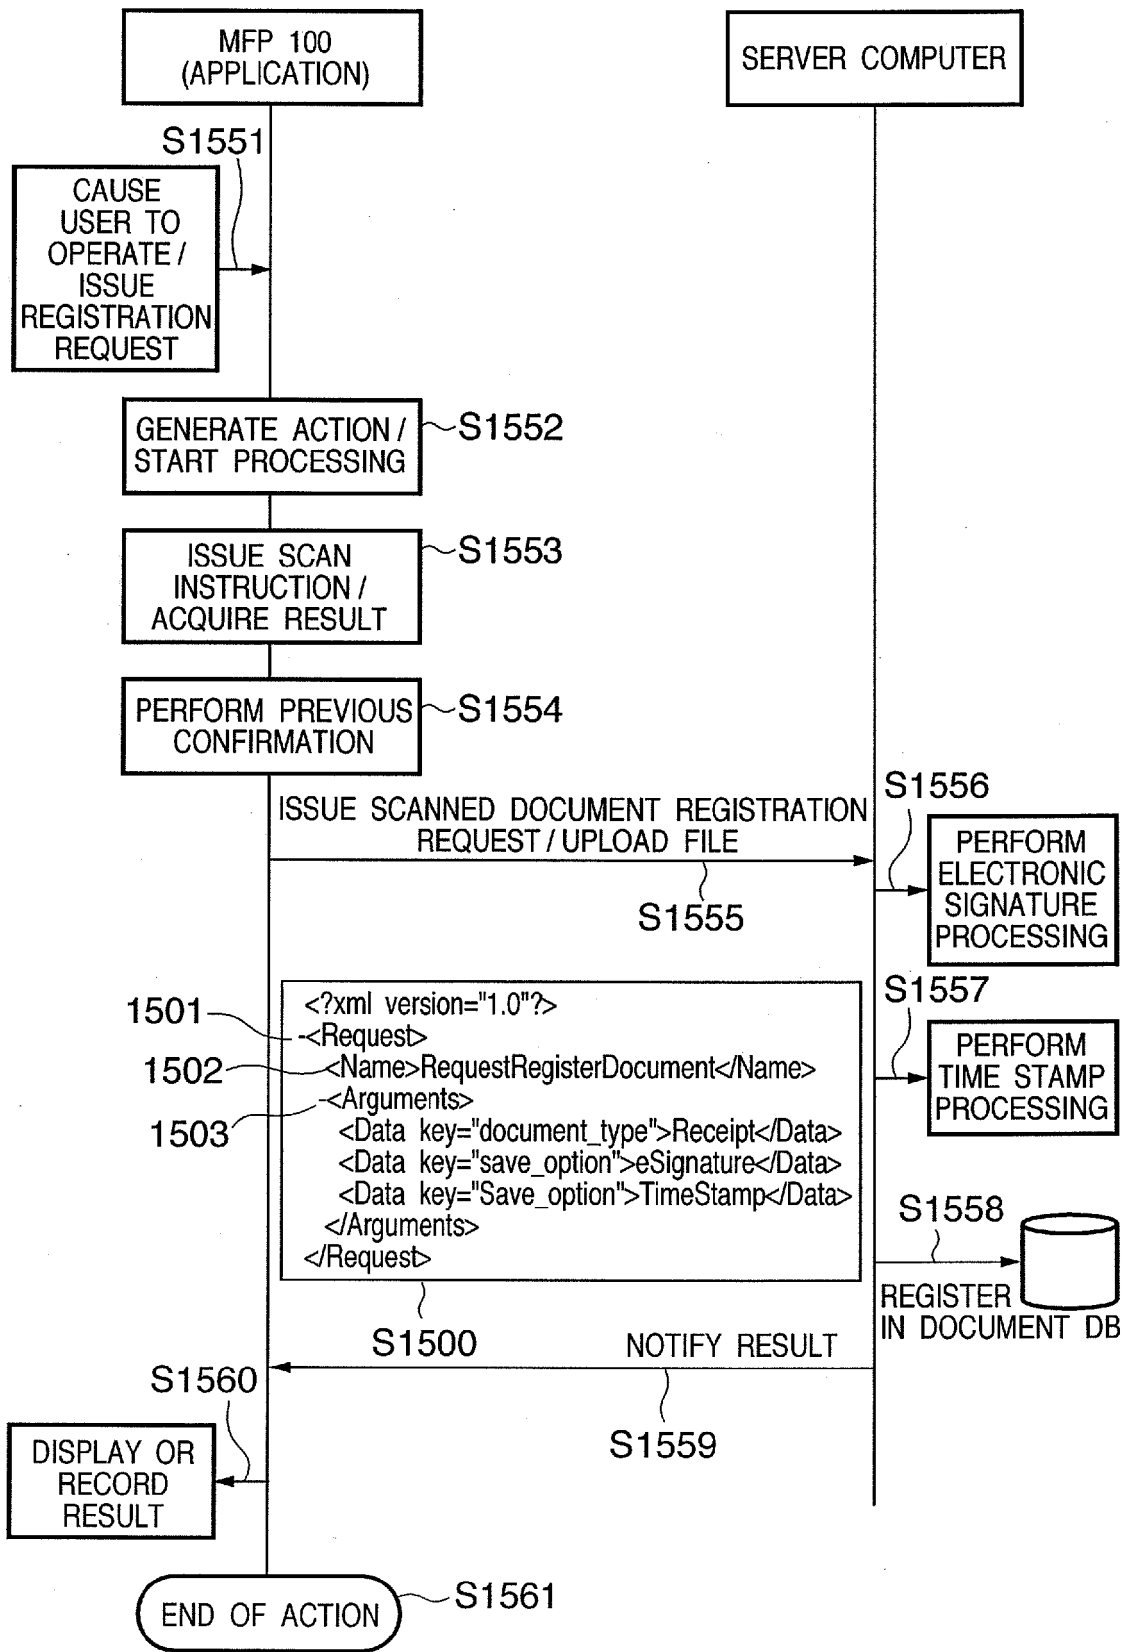 MFP 100
(APPLICATION)
SERVER COMPUTER
S1551
CAUSE
USER TO
OPERATE /
ISSUE
REGISTRATION
REQUEST
GENERATE ACTION /
START PROCESSING
S1552
ISSUE SCAN
INSTRUCTION /
ACQUIRE RESULT
S1553
PERFORM PREVIOUS
CONFIRMATION
S1554
ISSUE SCANNED DOCUMENT REGISTRATION
REQUEST / UPLOAD FILE
S1555
S1556
PERFORM
ELECTRONIC
SIGNATURE
PROCESSING
S1557
PERFORM
TIME STAMP
PROCESSING
1501
1502
1503
<?xml version="1.0"?>
-<Request>
<Name>RequestRegisterDocument</Name>
-<Arguments>
<Data key="document_type">Receipt</Data>
<Data key="save_option">eSignature</Data>
<Data key="Save_option">TimeStamp</Data>
</Arguments>
</Request>
S1500
S1558
REGISTER
IN DOCUMENT DB
NOTIFY RESULT
S1559
S1560
DISPLAY OR
RECORD
RESULT
END OF ACTION
S1561